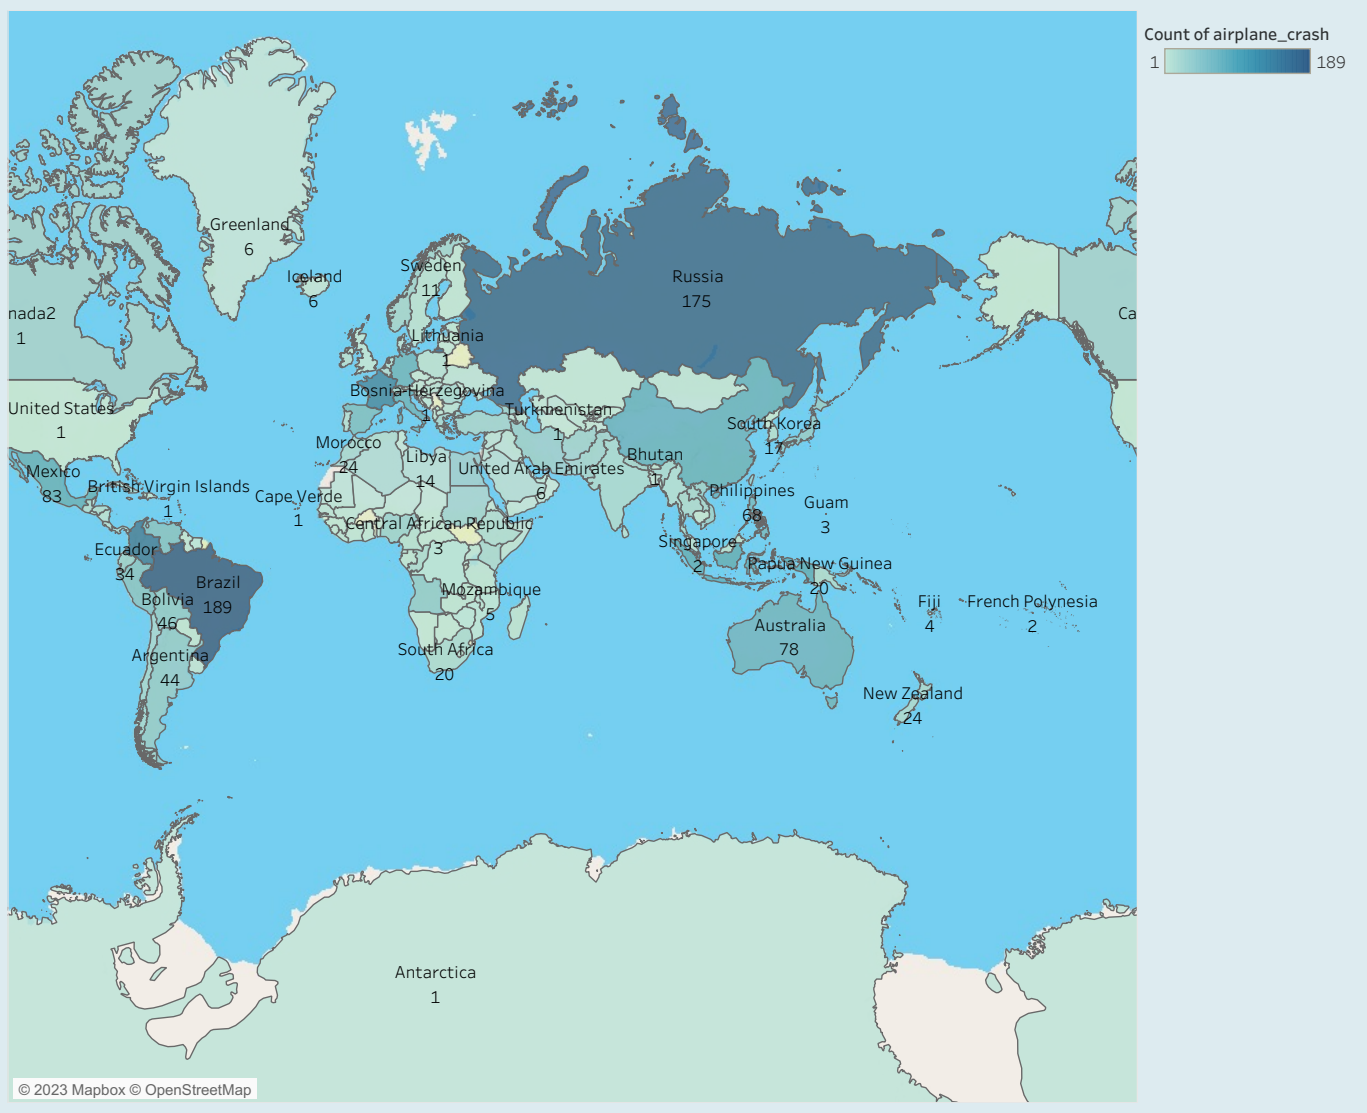 Count of airplane_crash
1
189
Greenland
6
Iceland
6
Sweden
11
Russia
175
nada2
1
Ca
Lithuania
1
Bosnia-Herzegovina
1
United States
1
Turkmenistan
1
South Korea
17
Morocco
24
Libya
14
Bhutan
1
United Arab Emirates
6
Mexico
83
British Virgin Islands
1
Cape Verde
1
Philippines
68
Guam
3
Central African Republic
3
Singapore
2
Ecuador
34
Papua New Guinea
20
Brazil
189
Mozambique
5
Bolivia
46
Fiji
4
French Polynesia
2
Australia
78
Argentina
44
South Africa
20
New Zealand
24
Antarctica
1
© 2023 Mapbox © OpenStreetMap